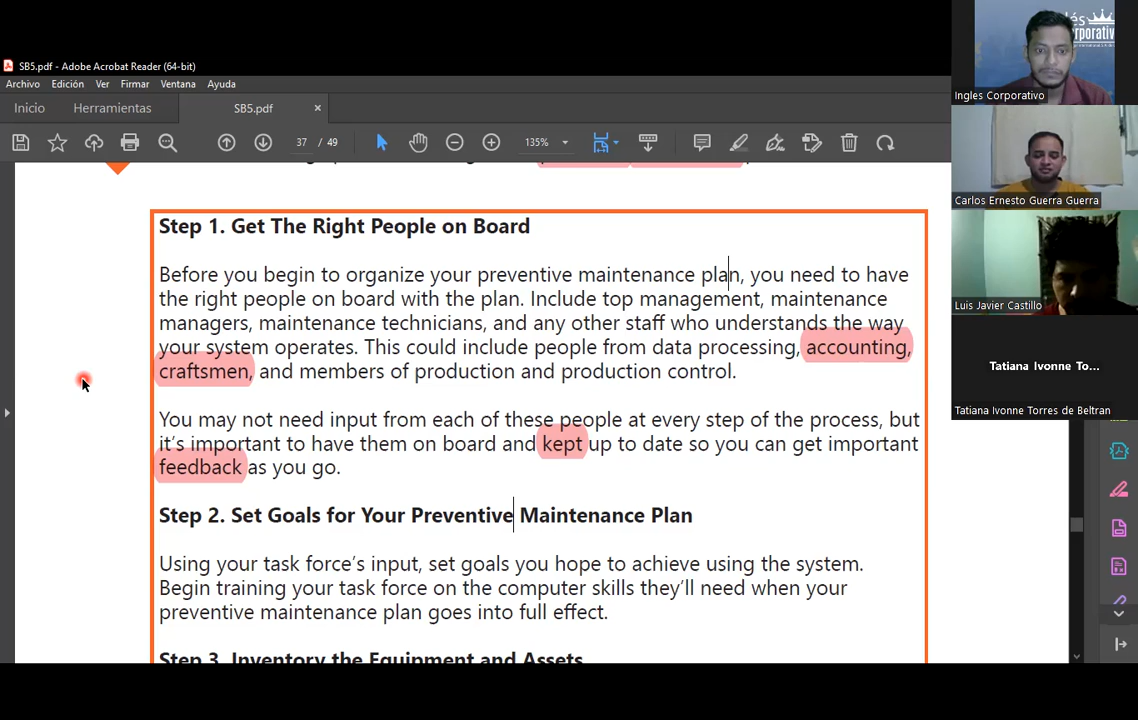 SB5.pdf - Adobe Acrobat Reader (64-bit)
Archivo Edición Ver Firmar Ventana Ayuda
Inicio Herramientas SB5.pdf ×
37 / 49 135%
Step 1. Get The Right People on Board
Before you begin to organize your preventive maintenance plan, you need to have
the right people on board with the plan. Include top management, maintenance
managers, maintenance technicians, and any other staff who understands the way
your system operates. This could include people from data processing, accounting,
craftsmen, and members of production and production control.
You may not need input from each of these people at every step of the process, but
it's important to have them on board and kept up to date so you can get important
feedback as you go.
Step 2. Set Goals for Your Preventive Maintenance Plan
Using your task force's input, set goals you hope to achieve using the system.
Begin training your task force on the computer skills they'll need when your
preventive maintenance plan goes into full effect.
Step 3. Inventory the Equipment and Assets
Ingles Corporativo
Carlos Ernesto Guerra Guerra
Luis Javier Castillo
Tatiana Ivonne To...
Tatiana Ivonne Torres de Beltran